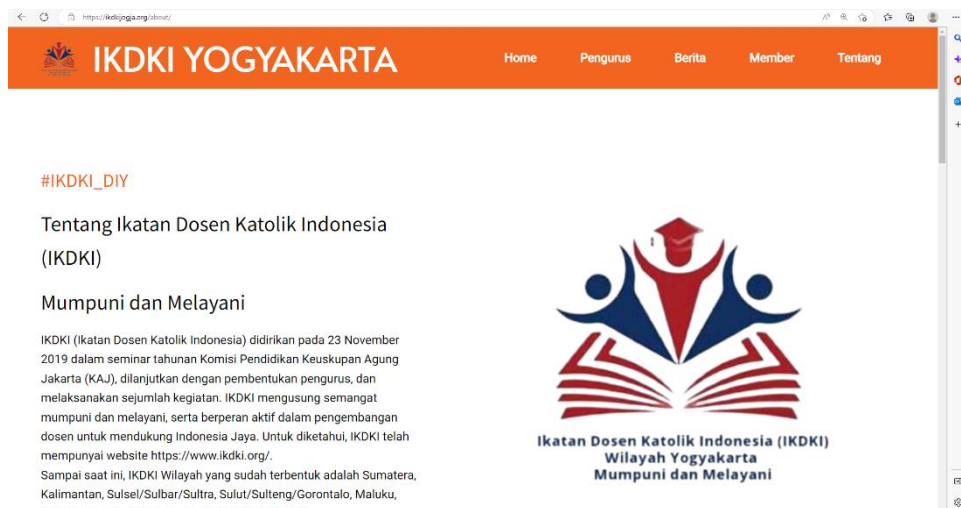 https://ikdkijogja.org/about/
IKDKI YOGYAKARTA
Home Pengurus Berita Member Tentang
#IKDKI_DIY
Tentang Ikatan Dosen Katolik Indonesia
(IKDKI)
Mumpuni dan Melayani
IKDKI (Ikatan Dosen Katolik Indonesia) didirikan pada 23 November
2019 dalam seminar tahunan Komisi Pendidikan Keuskupan Agung
Jakarta (KAJ), dilanjutkan dengan pembentukan pengurus, dan
melaksanakan sejumlah kegiatan. IKDKI mengusung semangat
mumpuni dan melayani, serta berperan aktif dalam pengembangan
dosen untuk mendukung Indonesia Jaya. Untuk diketahui, IKDKI telah
mempunyai website https://www.ikdki.org/.
Sampai saat ini, IKDKI Wilayah yang sudah terbentuk adalah Sumatera,
Kalimantan, Sulsel/Sulbar/Sultra, Sulut/Sulteng/Gorontalo, Maluku,
Ikatan Dosen Katolik Indonesia (IKDKI)
Wilayah Yogyakarta
Mumpuni dan Melayani